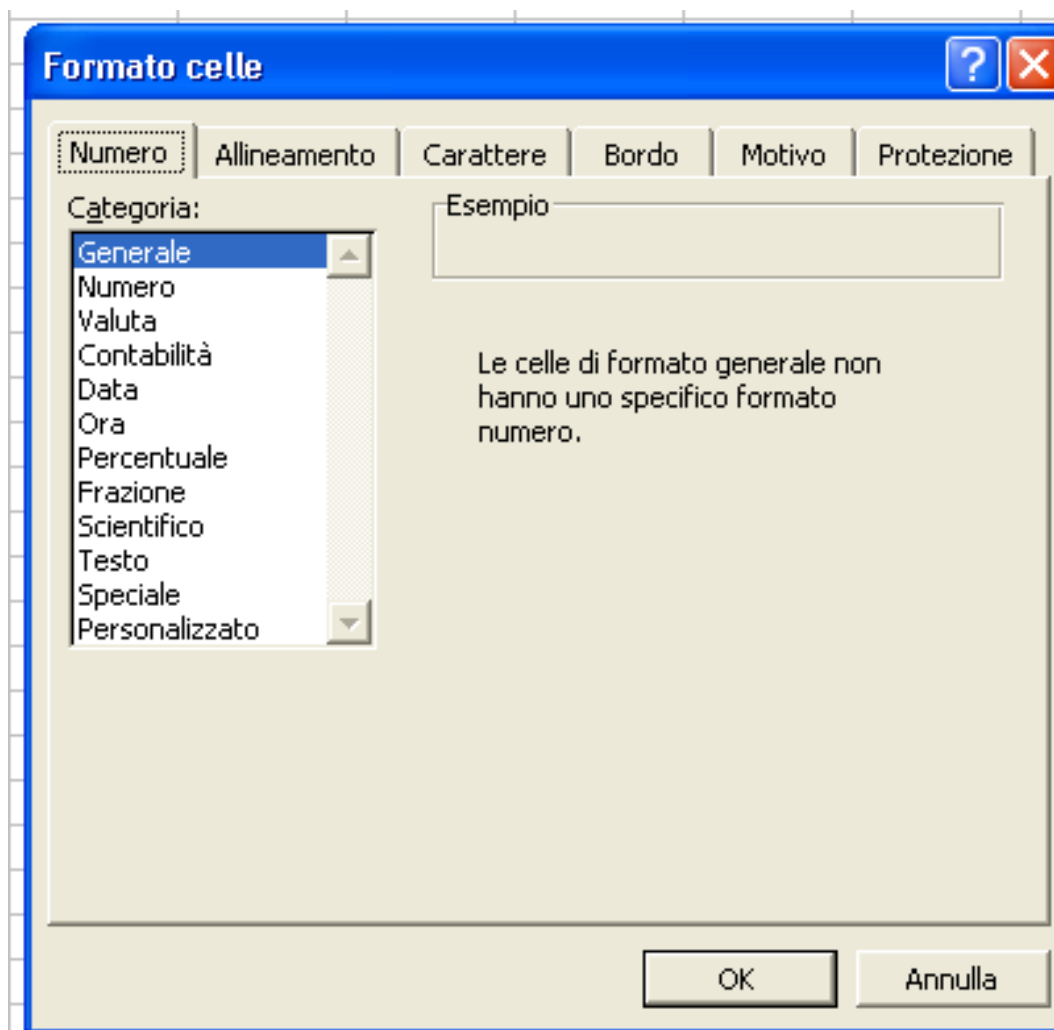 Formato celle
Numero Allineamento Carattere Bordo Motivo Protezione
Categoria:
Generale
Numero
Valuta
Contabilità
Data
Ora
Percentuale
Frazione
Scientifico
Testo
Speciale
Personalizzato
Esempio
Le celle di formato generale non
hanno uno specifico formato
numero.
OK Annulla